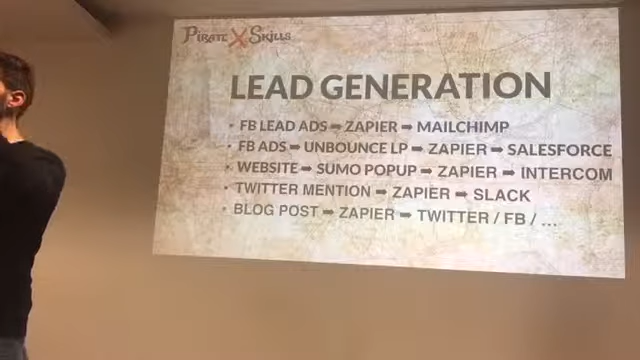 PIRATE X SKILLS
LEAD GENERATION
• FB LEAD ADS ➡ ZAPIER ➡ MAILCHIMP
• FB ADS ➡ UNBOUNCE LP ➡ ZAPIER ➡ SALESFORCE
• WEBSITE ➡ SUMO POPUP ➡ ZAPIER ➡ INTERCOM
• TWITTER MENTION ➡ ZAPIER ➡ SLACK
• BLOG POST ➡ ZAPIER ➡ TWITTER / FB / ...